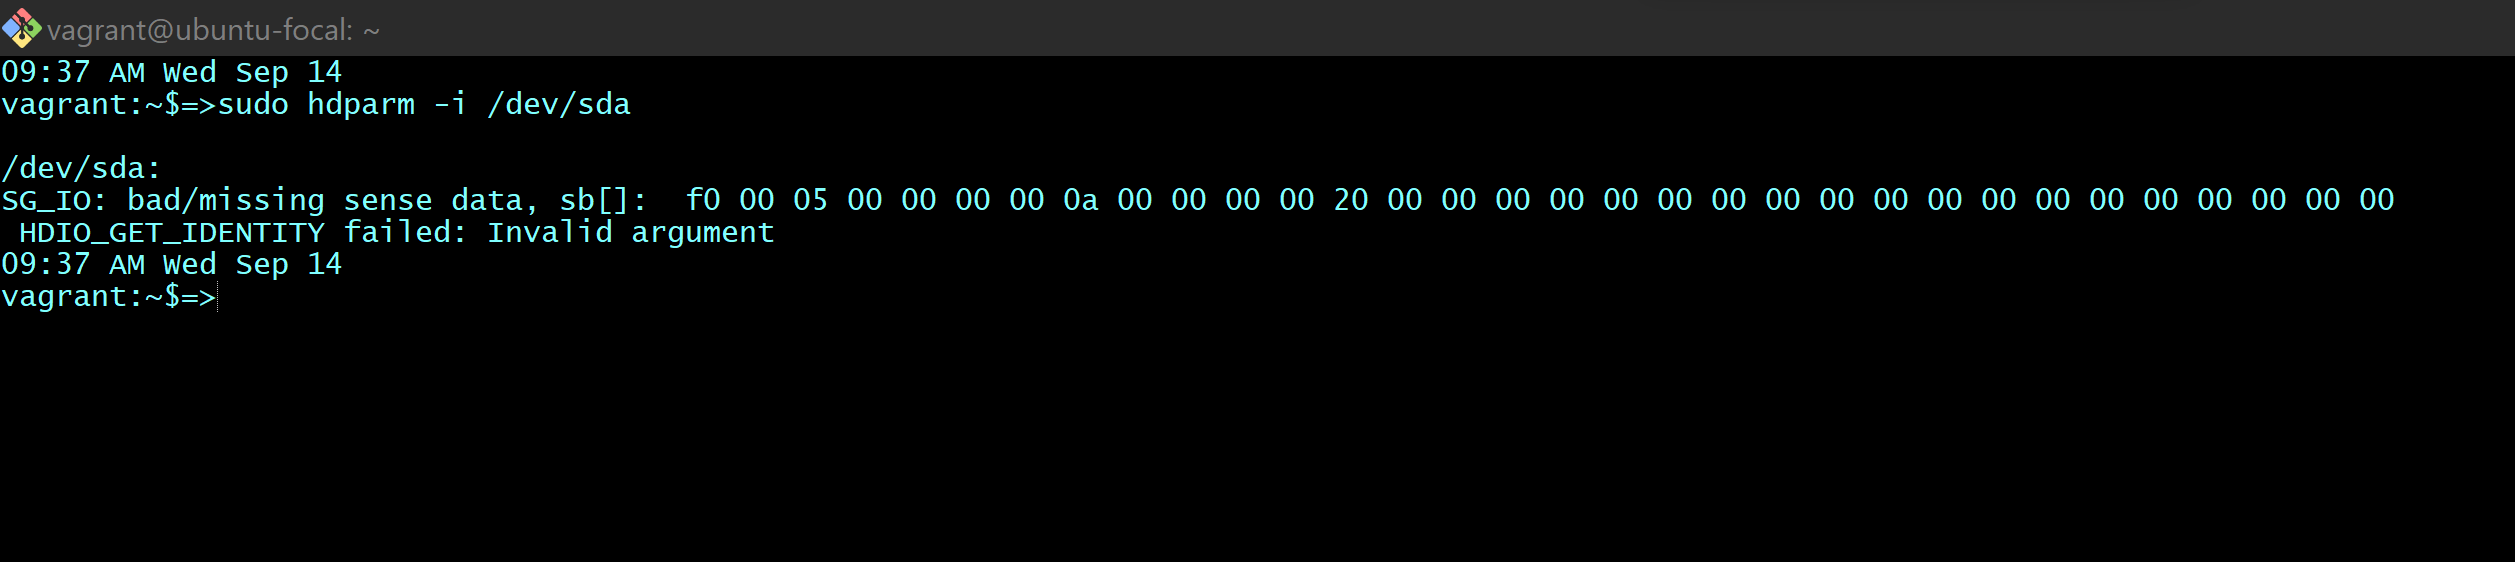 vagrant@ubuntu-focal: ~
09:37 AM Wed Sep 14
vagrant:~$=>sudo hdparm -i /dev/sda
/dev/sda:
SG_IO: bad/missing sense data, sb[]:  f0 00 05 00 00 00 00 0a 00 00 00 00 20 00 00 00 00 00 00 00 00 00 00 00 00 00 00 00 00 00 00 00
 HDIO_GET_IDENTITY failed: Invalid argument
09:37 AM Wed Sep 14
vagrant:~$=>